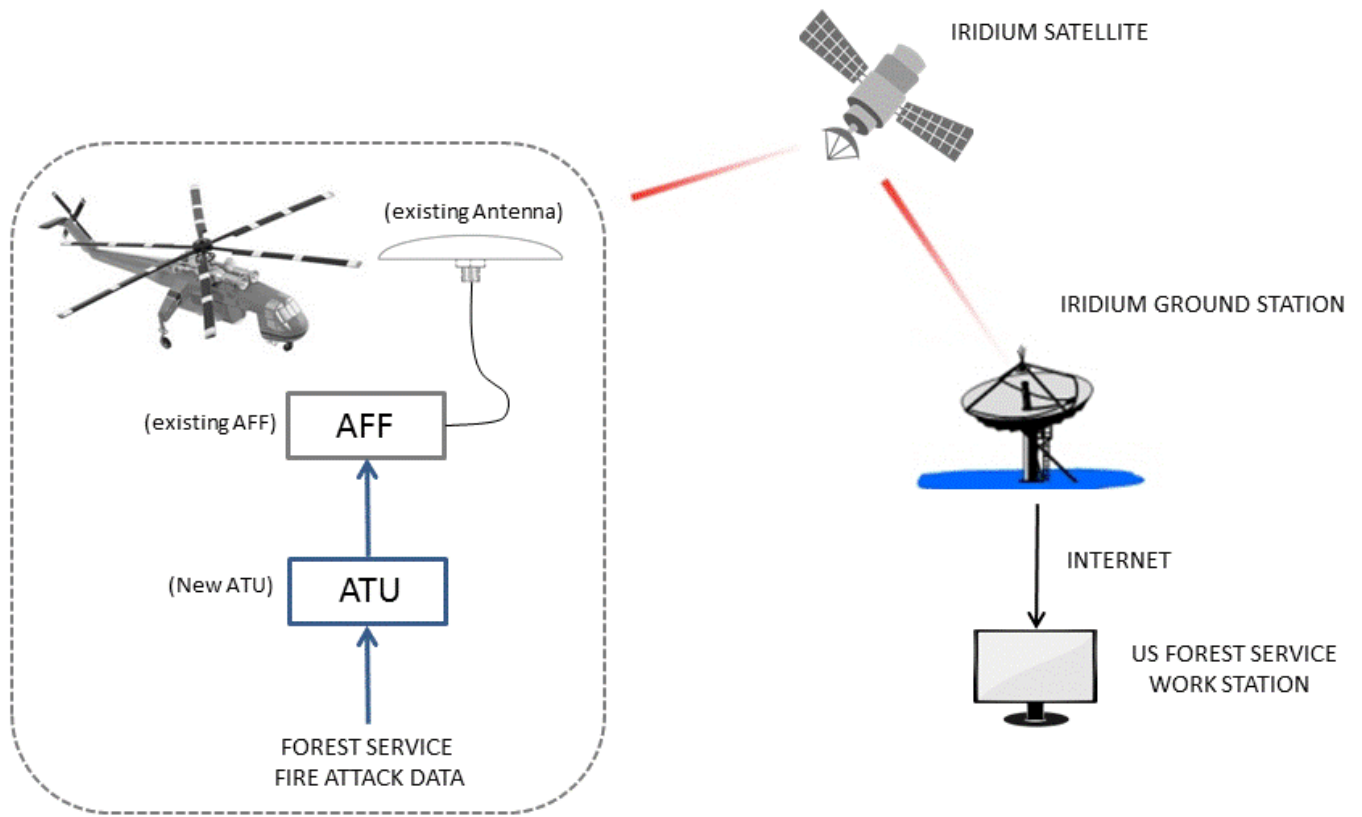 IRIDIUM SATELLITE
(existing Antenna)
IRIDIUM GROUND STATION
(existing AFF)
AFF
INTERNET
(New ATU)
ATU
US FOREST SERVICE
WORK STATION
FOREST SERVICE
FIRE ATTACK DATA